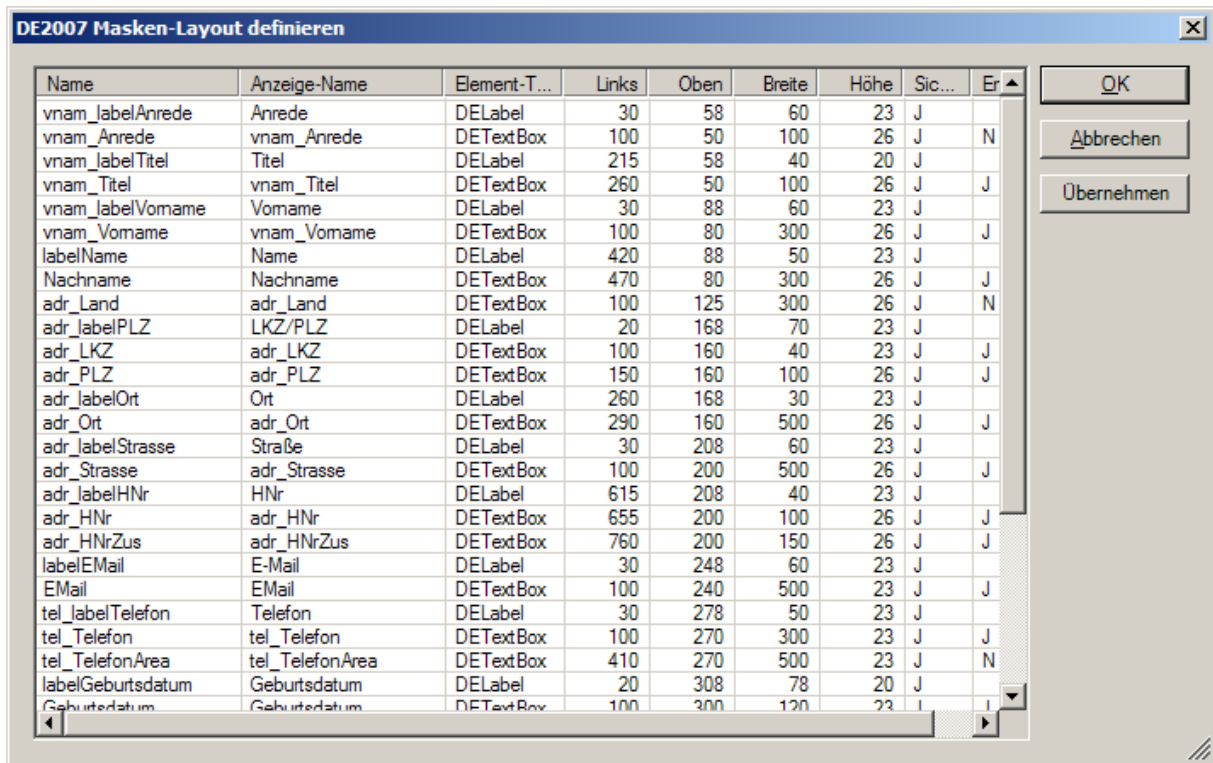 DE2007 Masken-Layout definieren
Name Anzeige-Name Element-T... Links Oben Breite Höhe Sic... Er
vnam_labelAnrede Anrede DELabel 30 58 60 23 J
vnam_Anrede vnam_Anrede DETextBox 100 50 100 26 J N
vnam_labelTitel Titel DELabel 215 58 40 20 J
vnam_Titel vnam_Titel DETextBox 260 50 100 26 J J
vnam_labelVorname Vorname DELabel 30 88 60 23 J
vnam_Vorname vnam_Vorname DETextBox 100 80 300 26 J J
labelName Name DELabel 420 88 50 23 J
Nachname Nachname DETextBox 470 80 300 26 J J
adr_Land adr_Land DETextBox 100 125 300 26 J N
adr_labelPLZ LKZ/PLZ DELabel 20 168 70 23 J
adr_LKZ adr_LKZ DETextBox 100 160 40 23 J J
adr_PLZ adr_PLZ DETextBox 150 160 100 26 J J
adr_labelOrt Ort DELabel 260 168 30 23 J
adr_Ort adr_Ort DETextBox 290 160 500 26 J J
adr_labelStrasse Straße DELabel 30 208 60 23 J
adr_Strasse adr_Strasse DETextBox 100 200 500 26 J J
adr_labelHNr HNr DELabel 615 208 40 23 J
adr_HNr adr_HNr DETextBox 655 200 100 26 J J
adr_HNrZus adr_HNrZus DETextBox 760 200 150 26 J J
labelEMail E-Mail DELabel 30 248 60 23 J
EMail EMail DETextBox 100 240 500 23 J J
tel_labelTelefon Telefon DELabel 30 278 50 23 J
tel_Telefon tel_Telefon DETextBox 100 270 300 23 J J
tel_TelefonArea tel_TelefonArea DETextBox 410 270 500 23 J N
labelGeburtsdatum Geburtsdatum DELabel 20 308 78 20 J
Geburtsdatum Geburtsdatum DETextBox 100 300 120 23 J J
OK
Abbrechen
Übernehmen